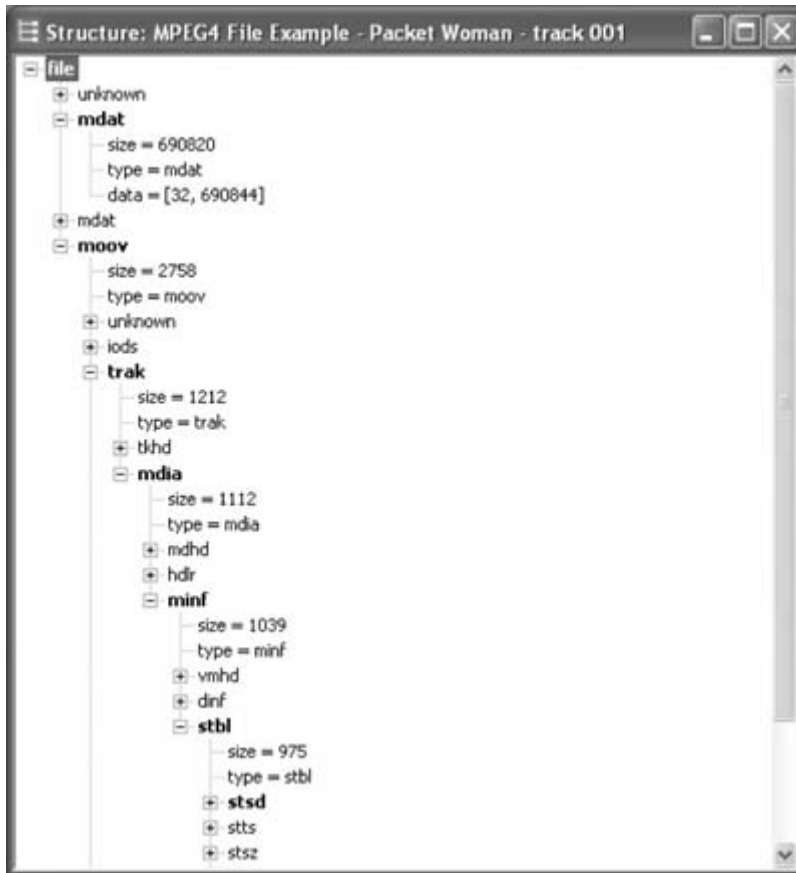 Structure: MPEG4 File Example - Packet Woman - track 001
file
unknown
mdat
size = 690820
type = mdat
data = [32, 690844]
mdat
moov
size = 2758
type = moov
unknown
iods
trak
size = 1212
type = trak
tkhd
mdia
size = 1112
type = mdia
mdhd
hdlr
minf
size = 1039
type = minf
vmhd
dinf
stbl
size = 975
type = stbl
stsd
stts
stsz